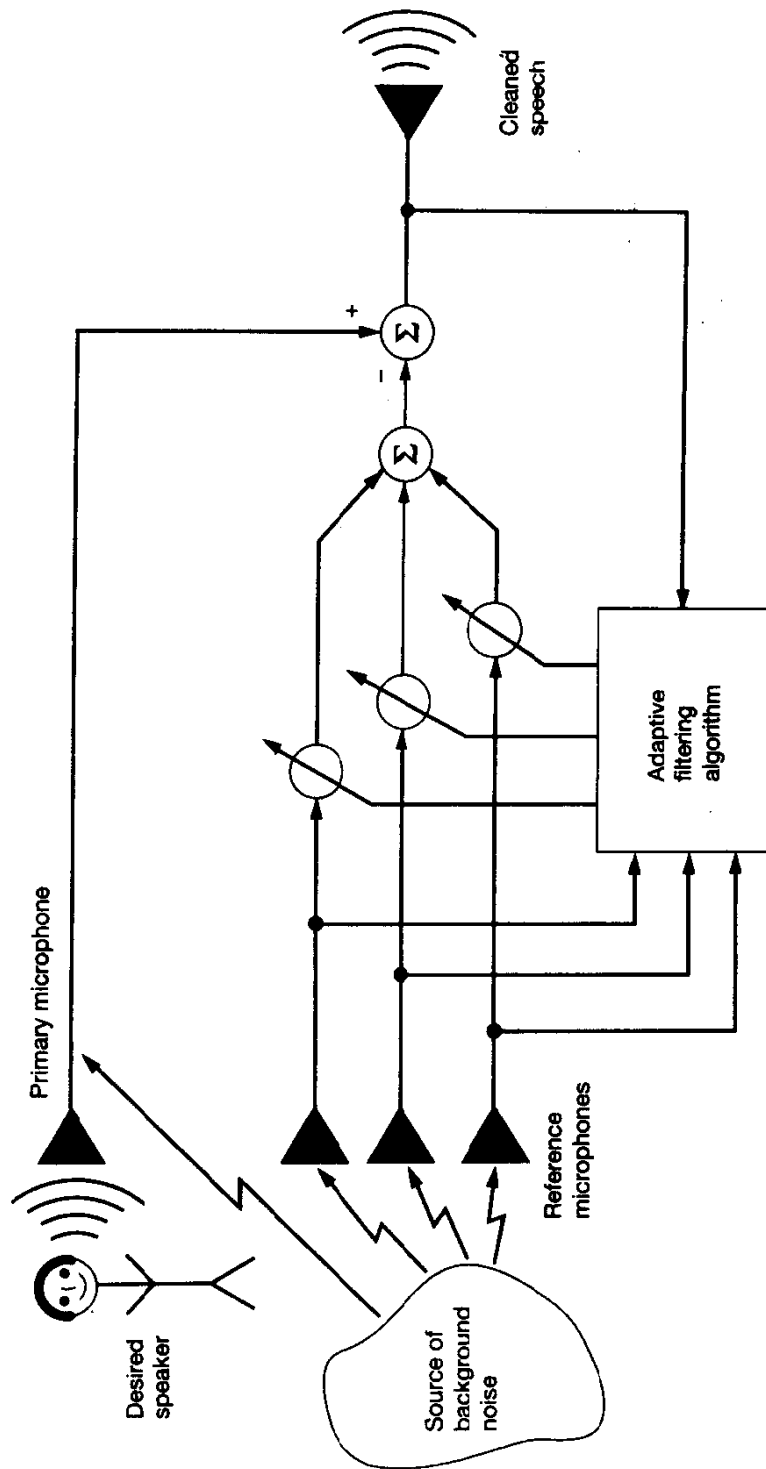 Primary microphone
Desired
speaker
Source of
background
noise
Reference
microphones
+
−
Σ
Σ
Adaptive
filtering
algorithm
Cleaned
speech